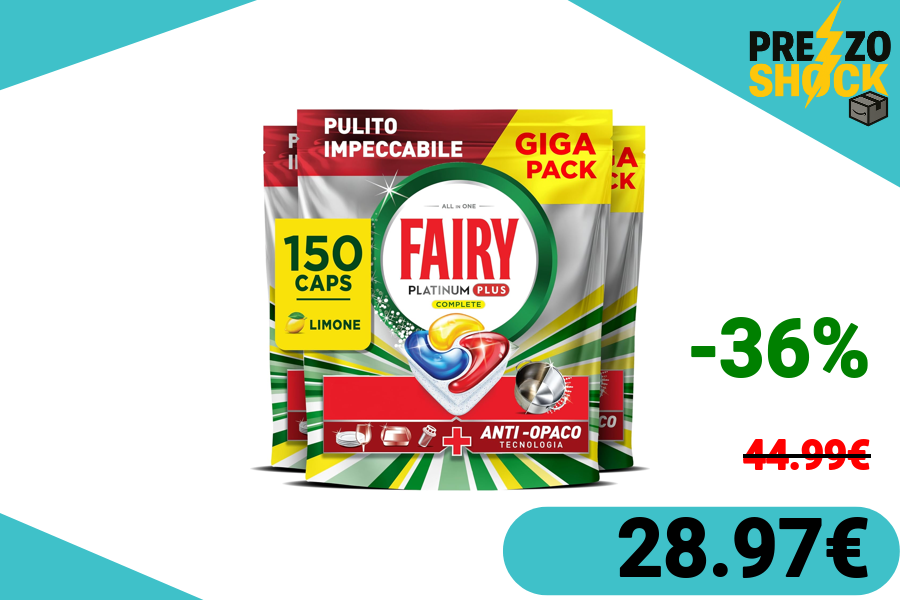 PREZZO
SHOCK
PULITO
IMPECCABILE
GIGA
PACK
ALL IN ONE
FAIRY
PLATINUM PLUS
COMPLETE
150
CAPS
LIMONE
ANTI-OPACO
TECNOLOGIA
-36%
44.99€
28.97€